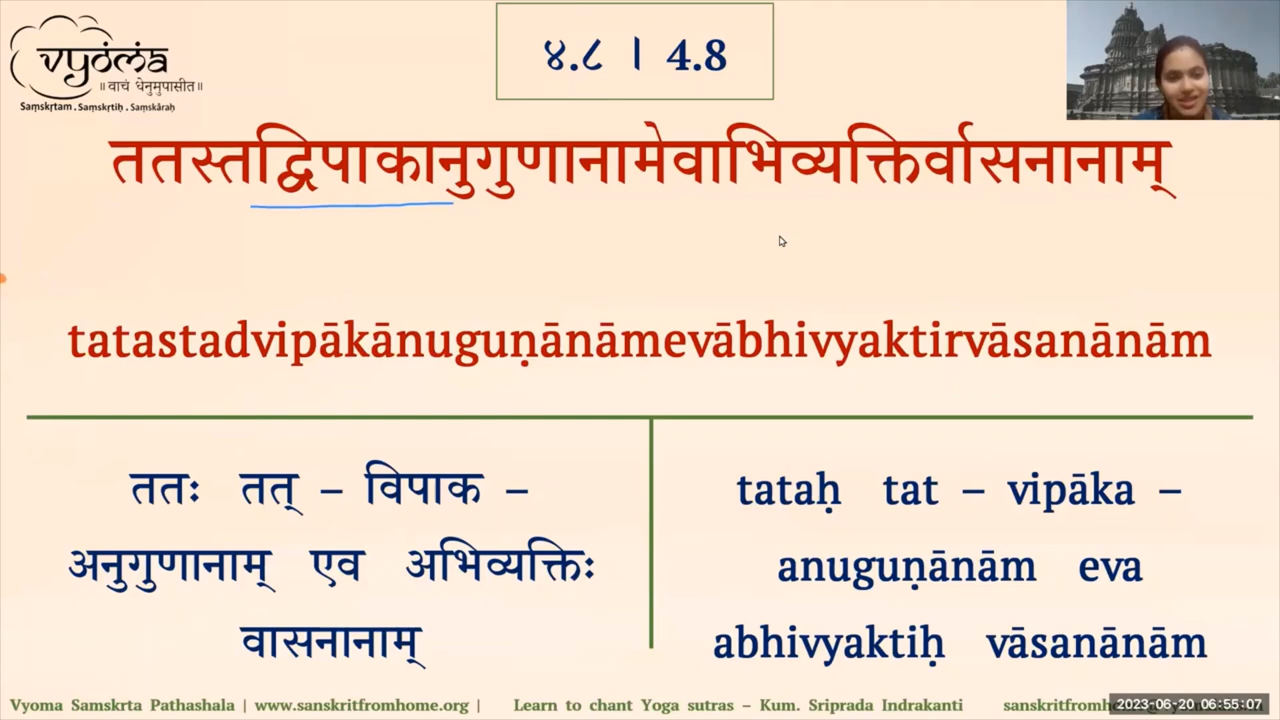 vyoma
॥ वाचं धेनुमुपासीत॥
Saṃskṛtam . Saṃskṛtiḥ . Saṃskāraḥ
४.८ । 4.8
ततस्तद्विपाकानुगुणानामेवाभिव्यक्तिर्वासनानाम्
tatastadvipākānuguṇānāmevābhivyaktirvāsanānām
ततः तत् – विपाक –
अनुगुणानाम् एव अभिव्यक्तिः
वासनानाम्
tataḥ tat – vipāka –
anuguṇānām eva
abhivyaktiḥ vāsanānām
Vyoma Samskrta Pathashala | www.sanskritfromhome.org | Learn to chant Yoga sutras – Kum. Sriprada Indrakanti
2023-06-20 06:55:07